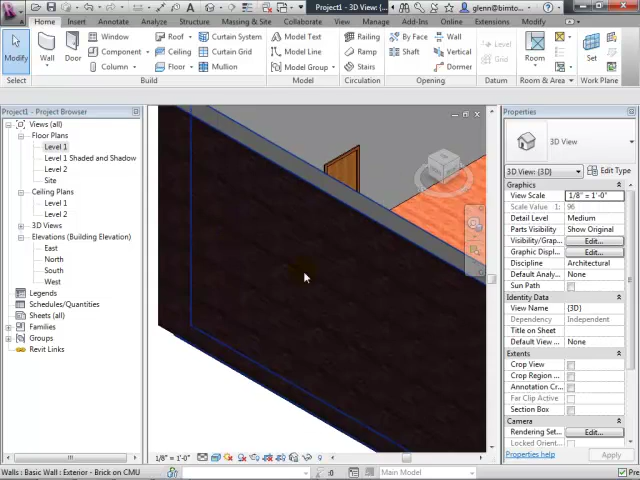 Project1 - 3D View: {
glenn@bimto...
Home Insert Annotate Analyze Structure Massing & Site Collaborate View Manage Add-Ins Online Extensions Modify
Modify
Select
Wall Door
Window
Component
Column
Roof
Ceiling
Floor
Curtain System
Curtain Grid
Mullion
Build
Model Text
Model Line
Model Group
Model
Railing
Ramp
Stairs
Circulation
By Face
Shaft
Wall
Vertical
Dormer
Opening
Datum
Room
Room & Area
Set
Work Plane
Project1 - Project Browser
Views (all)
Floor Plans
Level 1
Level 1 Shaded and Shadow
Level 2
Site
Ceiling Plans
Level 1
Level 2
3D Views
Elevations (Building Elevation)
East
North
South
West
Legends
Schedules/Quantities
Sheets (all)
Families
Groups
Revit Links
Properties
3D View
3D View: {3D}
Edit Type
Graphics
View Scale 1/8" = 1'-0"
Scale Value 1: 96
Detail Level Medium
Parts Visibility Show Original
Visibility/Grap... Edit...
Graphic Displ... Edit...
Discipline Architectural
Default Analy... None
Sun Path
Identity Data
View Name {3D}
Dependency Independent
Title on Sheet
Default View... None
Extents
Crop View
Crop Region ...
Annotation Cr...
Far Clip Active
Section Box
Camera
Rendering Set... Edit...
Locked Orient...
Properties help
Apply
1/8" = 1'-0"
Walls : Basic Wall : Exterior - Brick on CMU
:0
Main Model
Pre